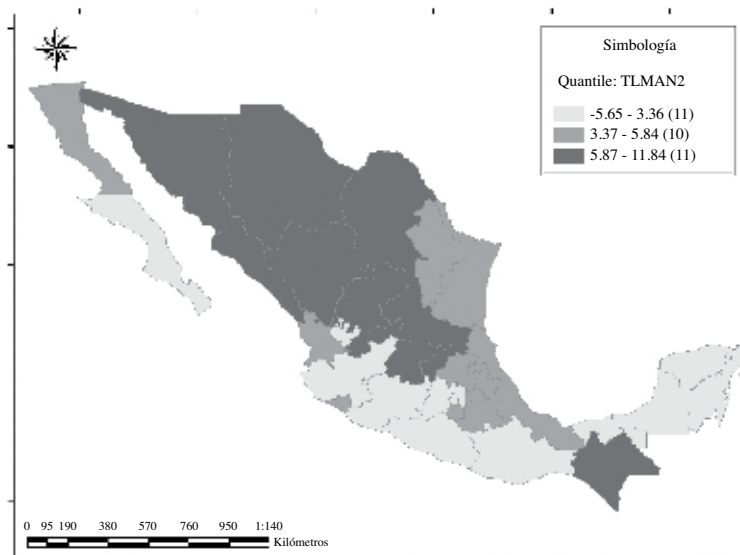 Simbología
Quantile: TLMAN2
-5.65 - 3.36 (11)
3.37 - 5.84 (10)
5.87 - 11.84 (11)
0 95 190 380 570 760 950 1:140
Kilómetros